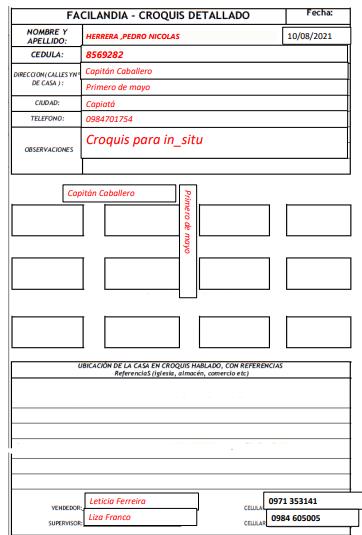 FACILANDIA - CROQUIS DETALLADO
Fecha:
NOMBRE Y APELLIDO:
HERRERA ,PEDRO NICOLAS
10/08/2021
CEDULA:
8569282
DIRECCION(CALLES Y Nº DE CASA ) :
Capitán Caballero
Primero de mayo
CIUDAD:
Capiatá
TELEFONO:
0984701754
OBSERVACIONES
Croquis para in_situ
Capitán Caballero
Primero de mayo
UBICACIÓN DE LA CASA EN CROQUIS HABLADO, CON REFERENCIAS
ReferenciaS (iglesia, almacén, comercio etc)
VENDEDOR:
Leticia Ferreira
CELULAR
0971 353141
SUPERVISOR:
Liza Franco
CELULAR
0984 605005